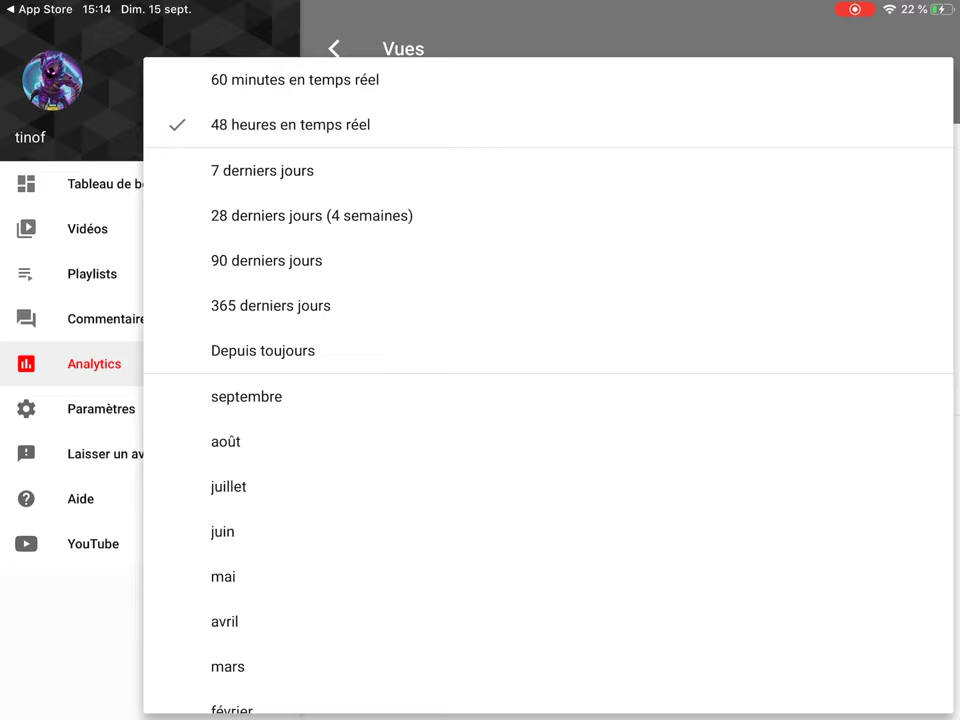 App Store 15:14 Dim. 15 sept. 22 %
Vues
tinof
Tableau de b
Vidéos
Playlists
Commentaire
Analytics
Paramètres
Laisser un av
Aide
YouTube
60 minutes en temps réel
48 heures en temps réel
7 derniers jours
28 derniers jours (4 semaines)
90 derniers jours
365 derniers jours
Depuis toujours
septembre
août
juillet
juin
mai
avril
mars
février